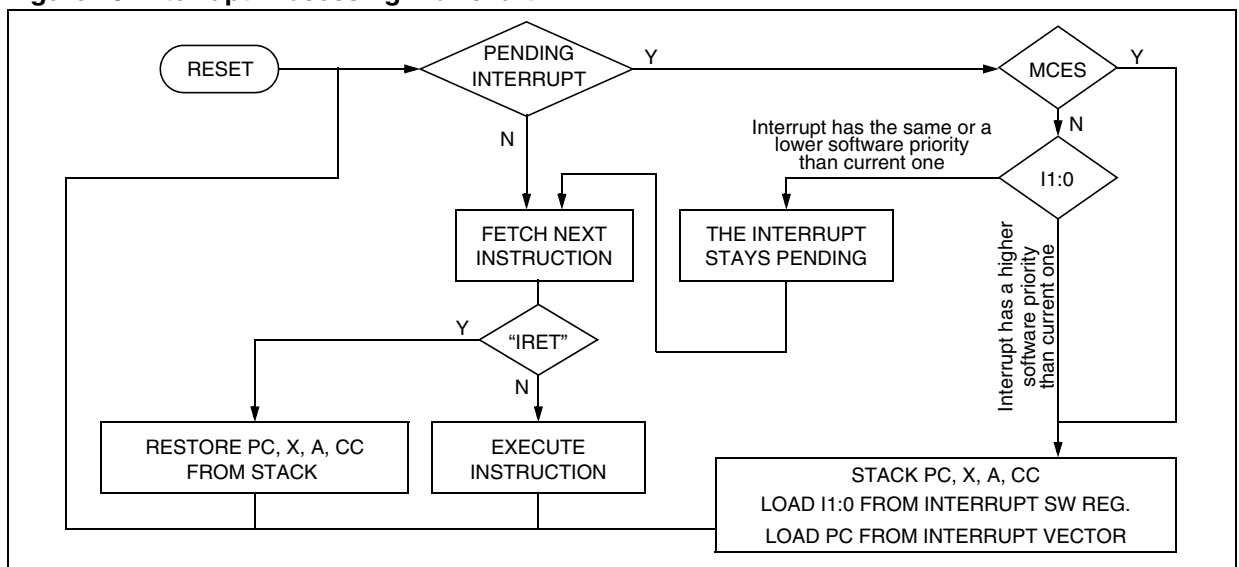 RESET
PENDING
INTERRUPT
Y
MCES
Y
N
N
Interrupt has the same or a
lower software priority
than current one
I1:0
FETCH NEXT
INSTRUCTION
THE INTERRUPT
STAYS PENDING
Interrupt has a higher
software priority
than current one
Y
“IRET”
N
RESTORE PC, X, A, CC
FROM STACK
EXECUTE
INSTRUCTION
STACK PC, X, A, CC
LOAD I1:0 FROM INTERRUPT SW REG.
LOAD PC FROM INTERRUPT VECTOR